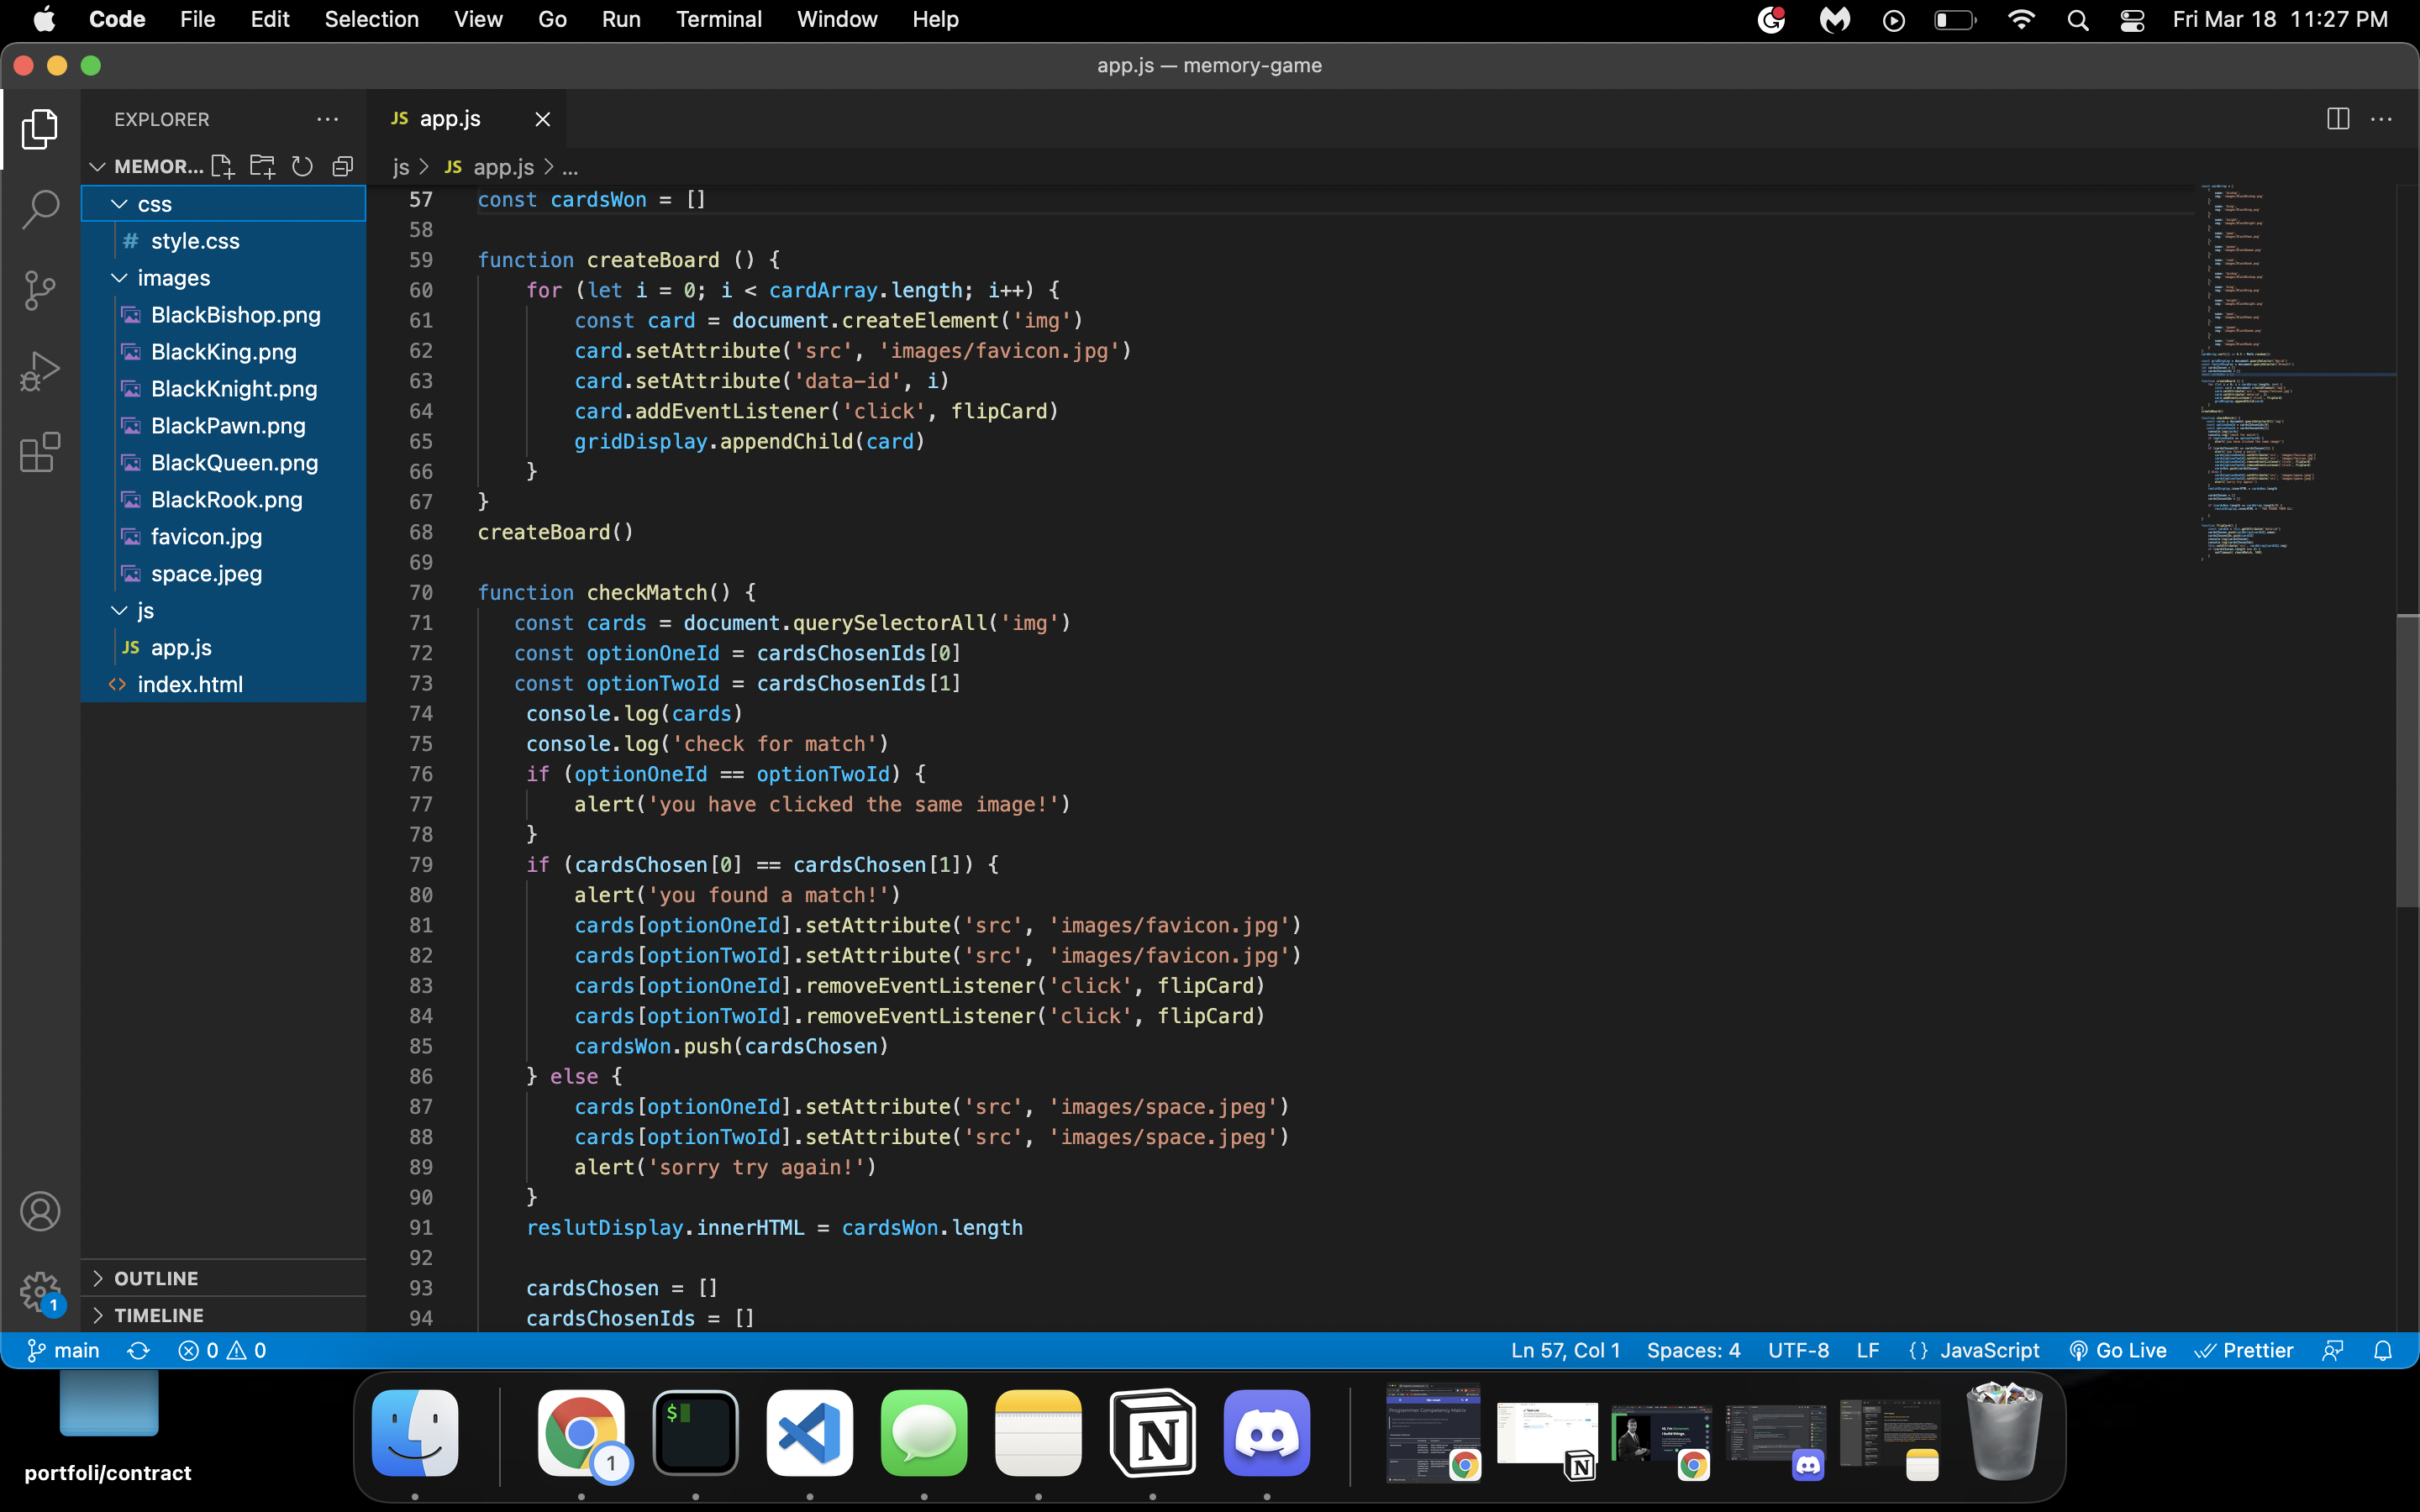 Code File Edit Selection View Go Run Terminal Window Help Fri Mar 18 11:27 PM
app.js — memory-game
EXPLORER
MEMOR...
css
style.css
images
BlackBishop.png
BlackKing.png
BlackKnight.png
BlackPawn.png
BlackQueen.png
BlackRook.png
favicon.jpg
space.jpeg
js
JS app.js
<> index.html
OUTLINE
TIMELINE
JS app.js
js > JS app.js > ...
57 const cardsWon = []
58
59 function createBoard () {
60 for (let i = 0; i < cardArray.length; i++) {
61 const card = document.createElement('img')
62 card.setAttribute('src', 'images/favicon.jpg')
63 card.setAttribute('data-id', i)
64 card.addEventListener('click', flipCard)
65 gridDisplay.appendChild(card)
66 }
67 }
68 createBoard()
69
70 function checkMatch() {
71 const cards = document.querySelectorAll('img')
72 const optionOneId = cardsChosenIds[0]
73 const optionTwoId = cardsChosenIds[1]
74 console.log(cards)
75 console.log('check for match')
76 if (optionOneId == optionTwoId) {
77 alert('you have clicked the same image!')
78 }
79 if (cardsChosen[0] == cardsChosen[1]) {
80 alert('you found a match!')
81 cards[optionOneId].setAttribute('src', 'images/favicon.jpg')
82 cards[optionTwoId].setAttribute('src', 'images/favicon.jpg')
83 cards[optionOneId].removeEventListener('click', flipCard)
84 cards[optionTwoId].removeEventListener('click', flipCard)
85 cardsWon.push(cardsChosen)
86 } else {
87 cards[optionOneId].setAttribute('src', 'images/space.jpeg')
88 cards[optionTwoId].setAttribute('src', 'images/space.jpeg')
89 alert('sorry try again!')
90 }
91 reslutDisplay.innerHTML = cardsWon.length
92
93 cardsChosen = []
94 cardsChosenIds = []
1
main 0 0 Ln 57, Col 1 Spaces: 4 UTF-8 LF {} JavaScript Go Live Prettier
portfoli/contract
1
Programmer Competency Matrix